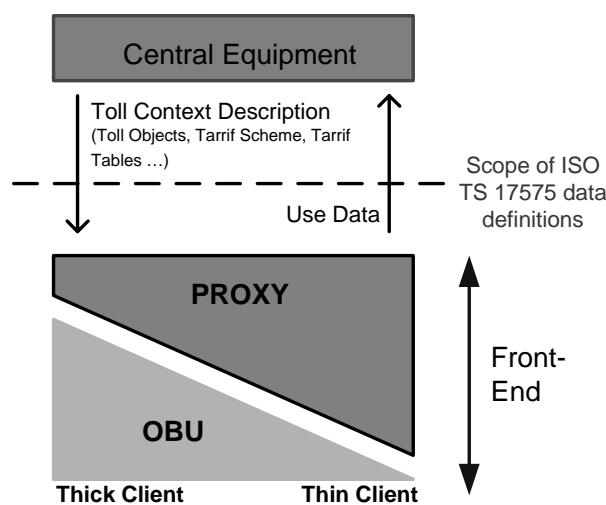 Central Equipment
Toll Context Description
(Toll Objects, Tarrif Scheme, Tarrif
Tables …)
Scope of ISO
TS 17575 data
definitions
Use Data
PROXY
Front-
End
OBU
Thick Client
Thin Client